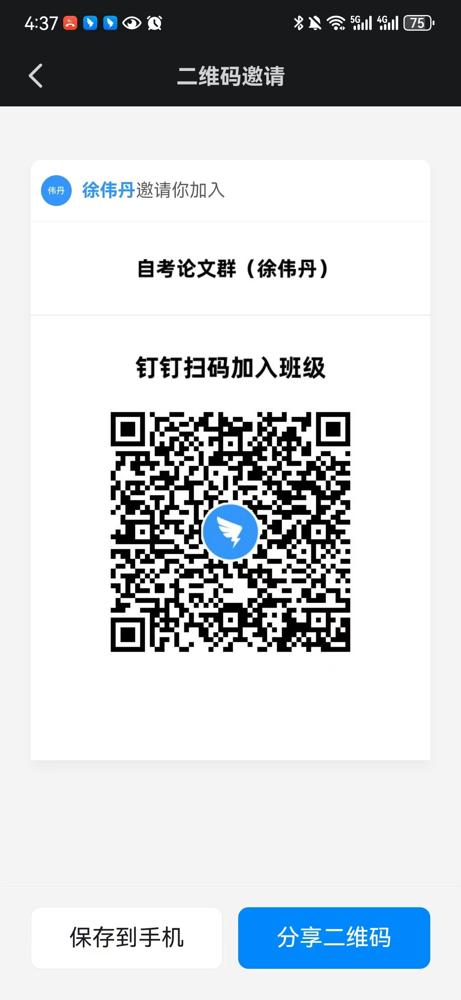 4:37 5G 4G 75
二维码邀请
伟丹 徐伟丹邀请你加入
自考论文群（徐伟丹）
钉钉扫码加入班级
保存到手机 分享二维码